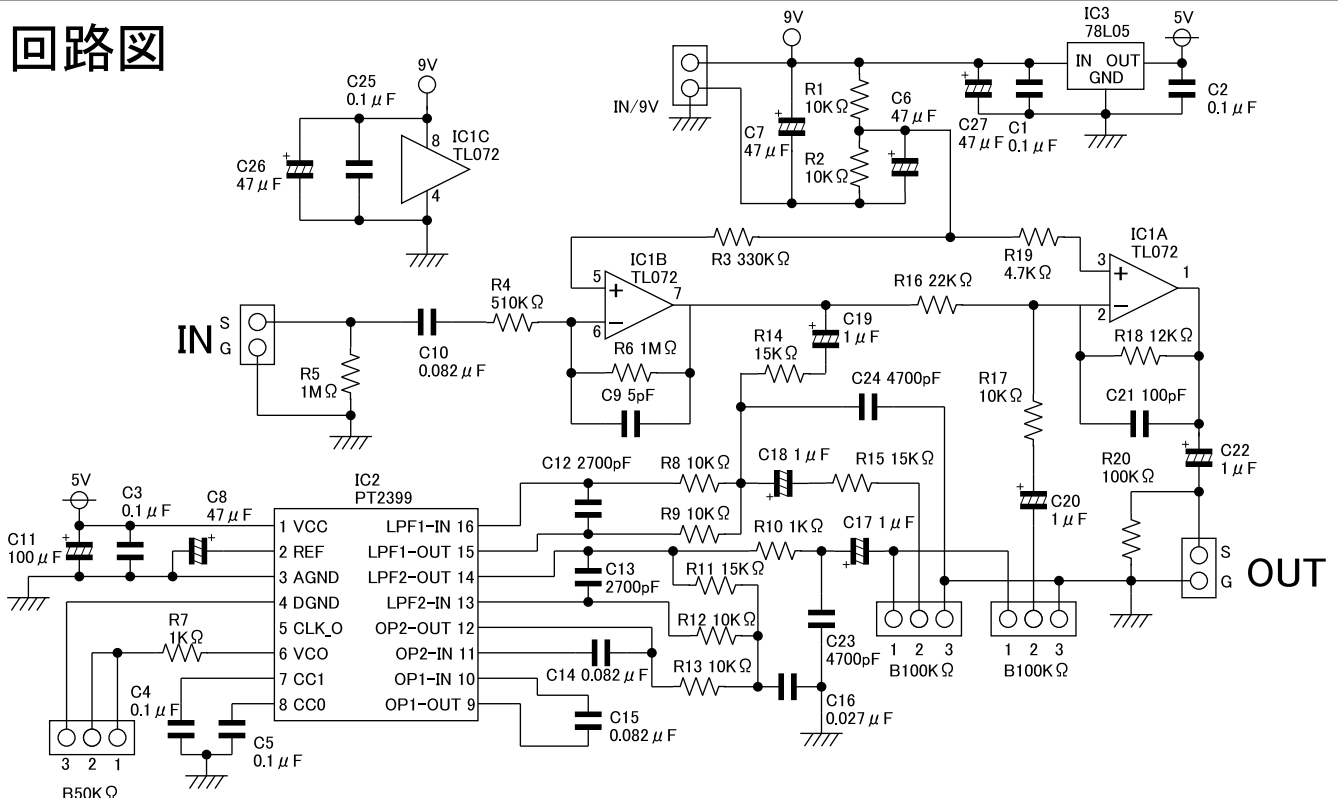 回路図
9V
IC3
78L05
5V
IN OUT
GND
C2
0.1μF
IN/9V
C7
47μF
R1
10KΩ
R2
10KΩ
C6
47μF
+
+
+
C27
47μF
C1
0.1μF
C25
0.1μF
9V
8
IC1C
TL072
4
+
C26
47μF
R3 330KΩ
R19
4.7KΩ
IC1A
TL072
3
+
1
−
2
IC1B
TL072
5
+
7
−
6
R4
510KΩ
R16 22KΩ
IN
S
G
C10
0.082μF
R5
1MΩ
R6 1MΩ
C9 5pF
R14
15KΩ
+
C19
1μF
C24 4700pF
R17
10KΩ
R18 12KΩ
C21 100pF
+
C22
1μF
R20
100KΩ
+
C20
1μF
S
G
OUT
5V
C3
0.1μF
C8
47μF
+
+
C11
100μF
IC2
PT2399
1 VCC
2 REF
3 AGND
4 DGND
5 CLK_O
6 VCO
7 CC1
8 CC0
LPF1-IN 16
LPF1-OUT 15
LPF2-OUT 14
LPF2-IN 13
OP2-OUT 12
OP2-IN 11
OP1-IN 10
OP1-OUT 9
C12 2700pF
R8 10KΩ
R9 10KΩ
C18 1μF
+
R15 15KΩ
R10 1KΩ
C17 1μF
+
C13
2700pF
R11 15KΩ
R12 10KΩ
R13 10KΩ
C14 0.082μF
C15
0.082μF
C16
0.027μF
C23
4700pF
1 2 3
B100KΩ
1 2 3
B100KΩ
R7
1KΩ
C4
0.1μF
C5
0.1μF
3 2 1
B50KΩ